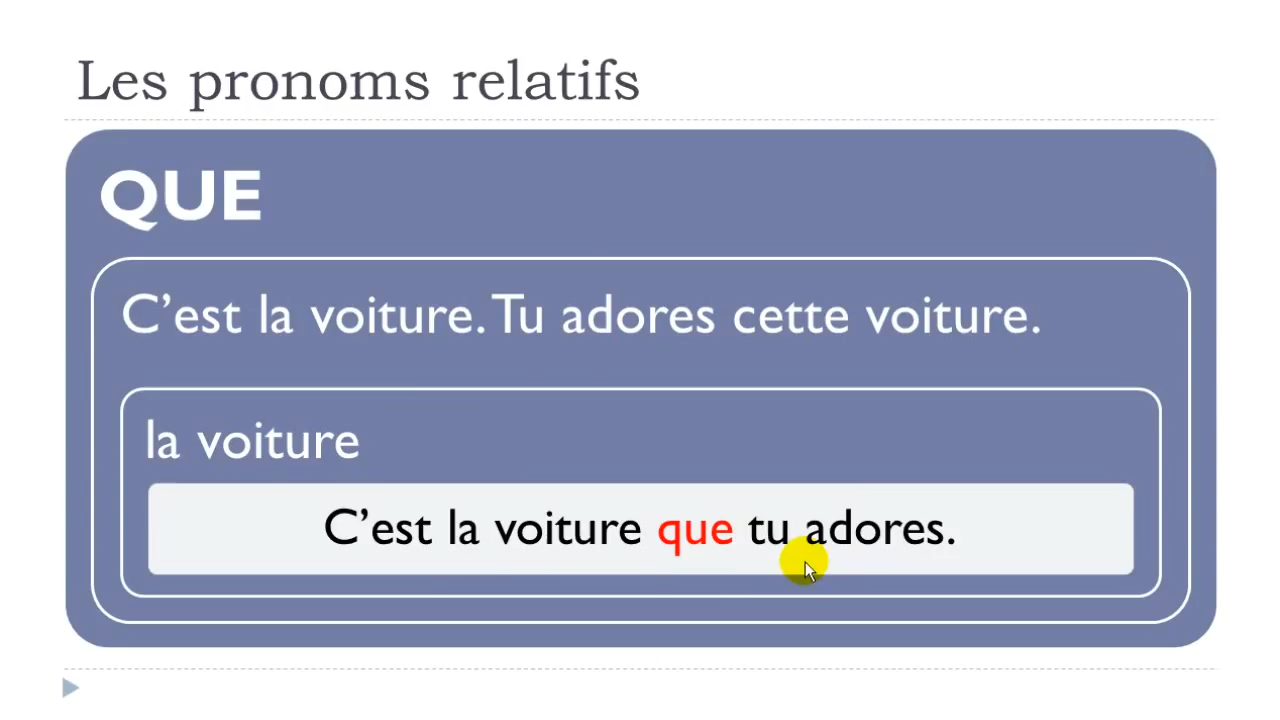 Les pronoms relatifs
QUE
C’est la voiture. Tu adores cette voiture.
la voiture
C’est la voiture que tu adores.